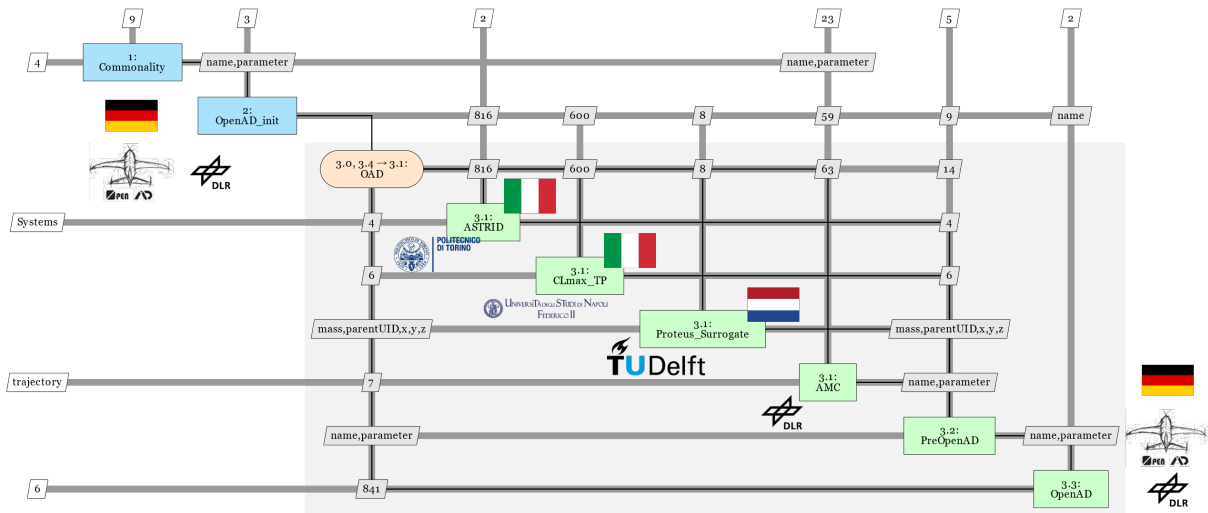 9
3
2
23
5
2
4
1:
Commonality
name,parameter
name,parameter
2:
OpenAD_init
816
600
8
59
9
name
3.0, 3.4 → 3.1:
OAD
816
600
8
63
14
PEN AD
DLR
Systems
4
3.1:
ASTRID
4
POLITECNICO
DI TORINO
6
3.1:
CLmax_TP
6
UNIVERSITÀ DEGLI STUDI DI NAPOLI
FEDERICO II
mass,parentUID,x,y,z
3.1:
Proteus_Surrogate
mass,parentUID,x,y,z
TU Delft
trajectory
7
3.1:
AMC
name,parameter
DLR
name,parameter
3.2:
PreOpenAD
name,parameter
PEN AD
6
841
3.3:
OpenAD
DLR